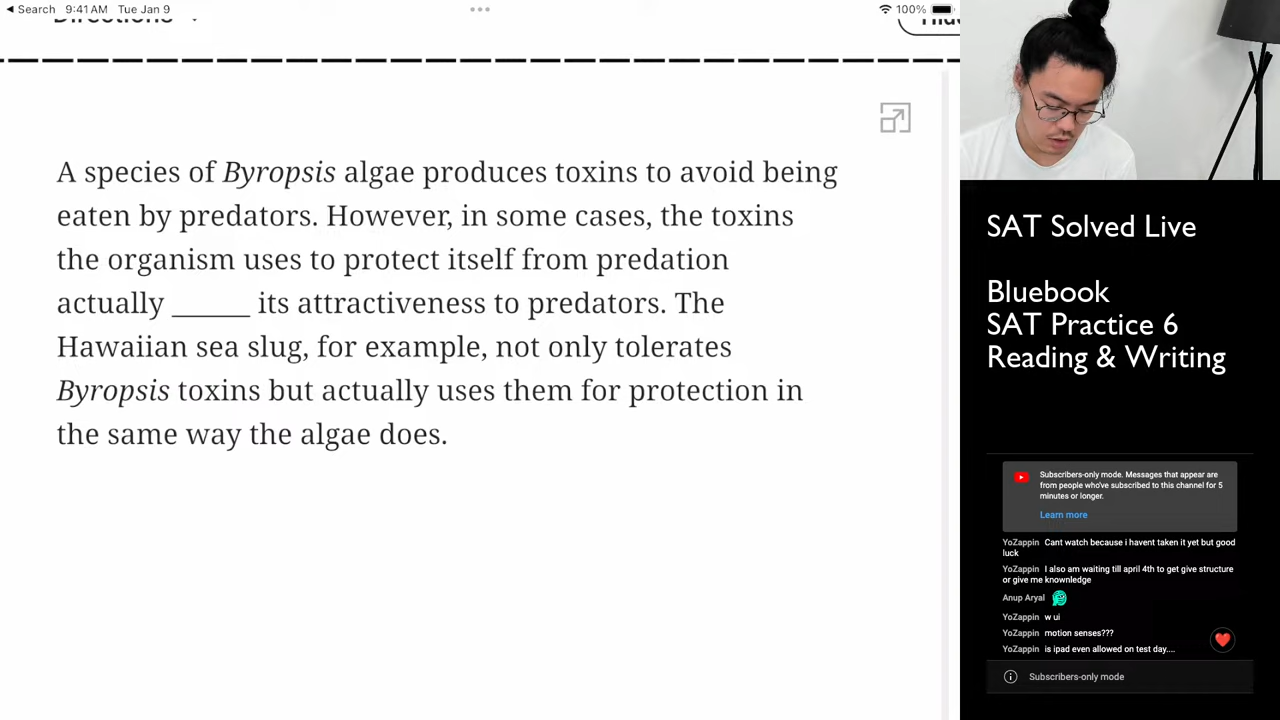 Search 9:41 AM Tue Jan 9
100%
Directions
A species of Byropsis algae produces toxins to avoid being
eaten by predators. However, in some cases, the toxins
the organism uses to protect itself from predation
actually ______ its attractiveness to predators. The
Hawaiian sea slug, for example, not only tolerates
Byropsis toxins but actually uses them for protection in
the same way the algae does.
SAT Solved Live
Bluebook
SAT Practice 6
Reading & Writing
Subscribers-only mode. Messages that appear are
from people who've subscribed to this channel for 5
minutes or longer.
Learn more
YoZappin Cant watch because i havent taken it yet but good
luck
YoZappin I also am waiting till april 4th to get give structure
or give me knownledge
Anup Aryal
YoZappin w ui
YoZappin motion senses???
YoZappin is ipad even allowed on test day....
Subscribers-only mode